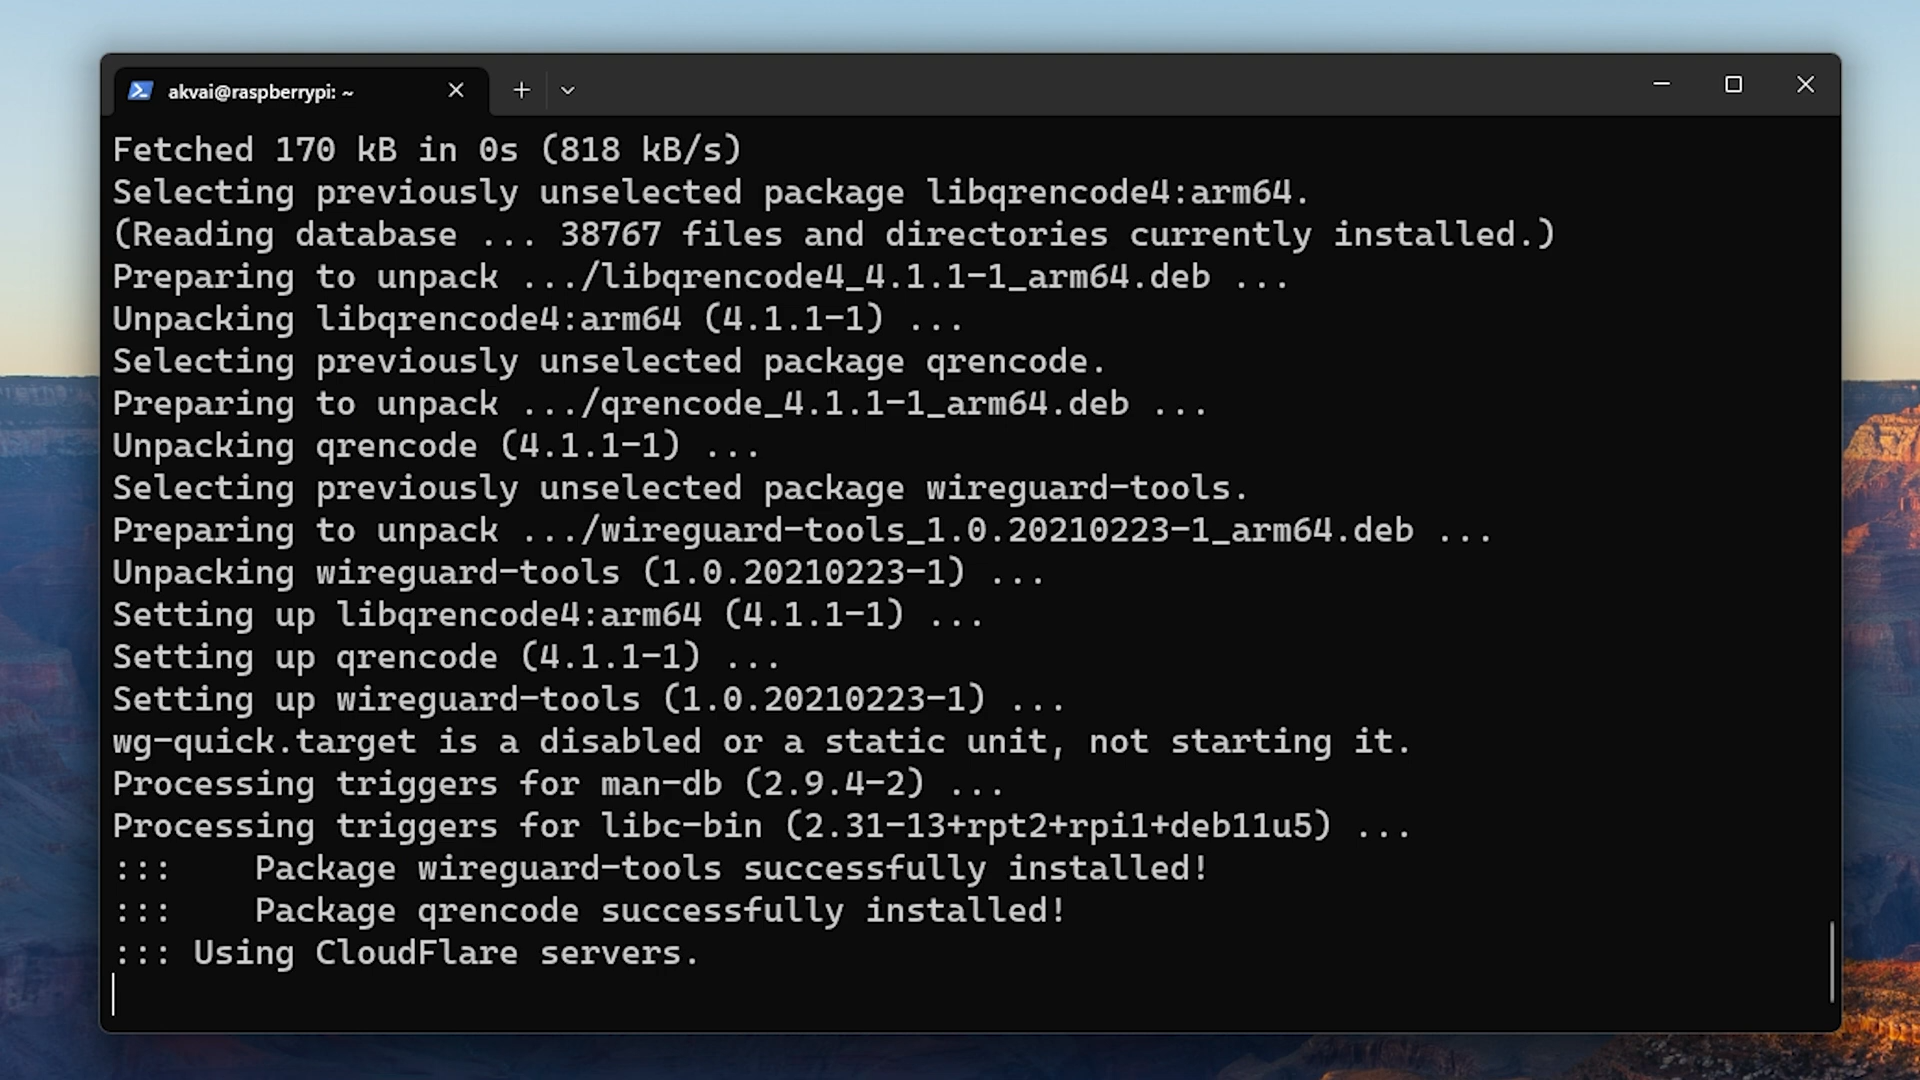 akvai@raspberrypi: ~
Fetched 170 kB in 0s (818 kB/s)
Selecting previously unselected package libqrencode4:arm64.
(Reading database ... 38767 files and directories currently installed.)
Preparing to unpack .../libqrencode4_4.1.1-1_arm64.deb ...
Unpacking libqrencode4:arm64 (4.1.1-1) ...
Selecting previously unselected package qrencode.
Preparing to unpack .../qrencode_4.1.1-1_arm64.deb ...
Unpacking qrencode (4.1.1-1) ...
Selecting previously unselected package wireguard-tools.
Preparing to unpack .../wireguard-tools_1.0.20210223-1_arm64.deb ...
Unpacking wireguard-tools (1.0.20210223-1) ...
Setting up libqrencode4:arm64 (4.1.1-1) ...
Setting up qrencode (4.1.1-1) ...
Setting up wireguard-tools (1.0.20210223-1) ...
wg-quick.target is a disabled or a static unit, not starting it.
Processing triggers for man-db (2.9.4-2) ...
Processing triggers for libc-bin (2.31-13+rpt2+rpi1+deb11u5) ...
:::    Package wireguard-tools successfully installed!
:::    Package qrencode successfully installed!
::: Using CloudFlare servers.